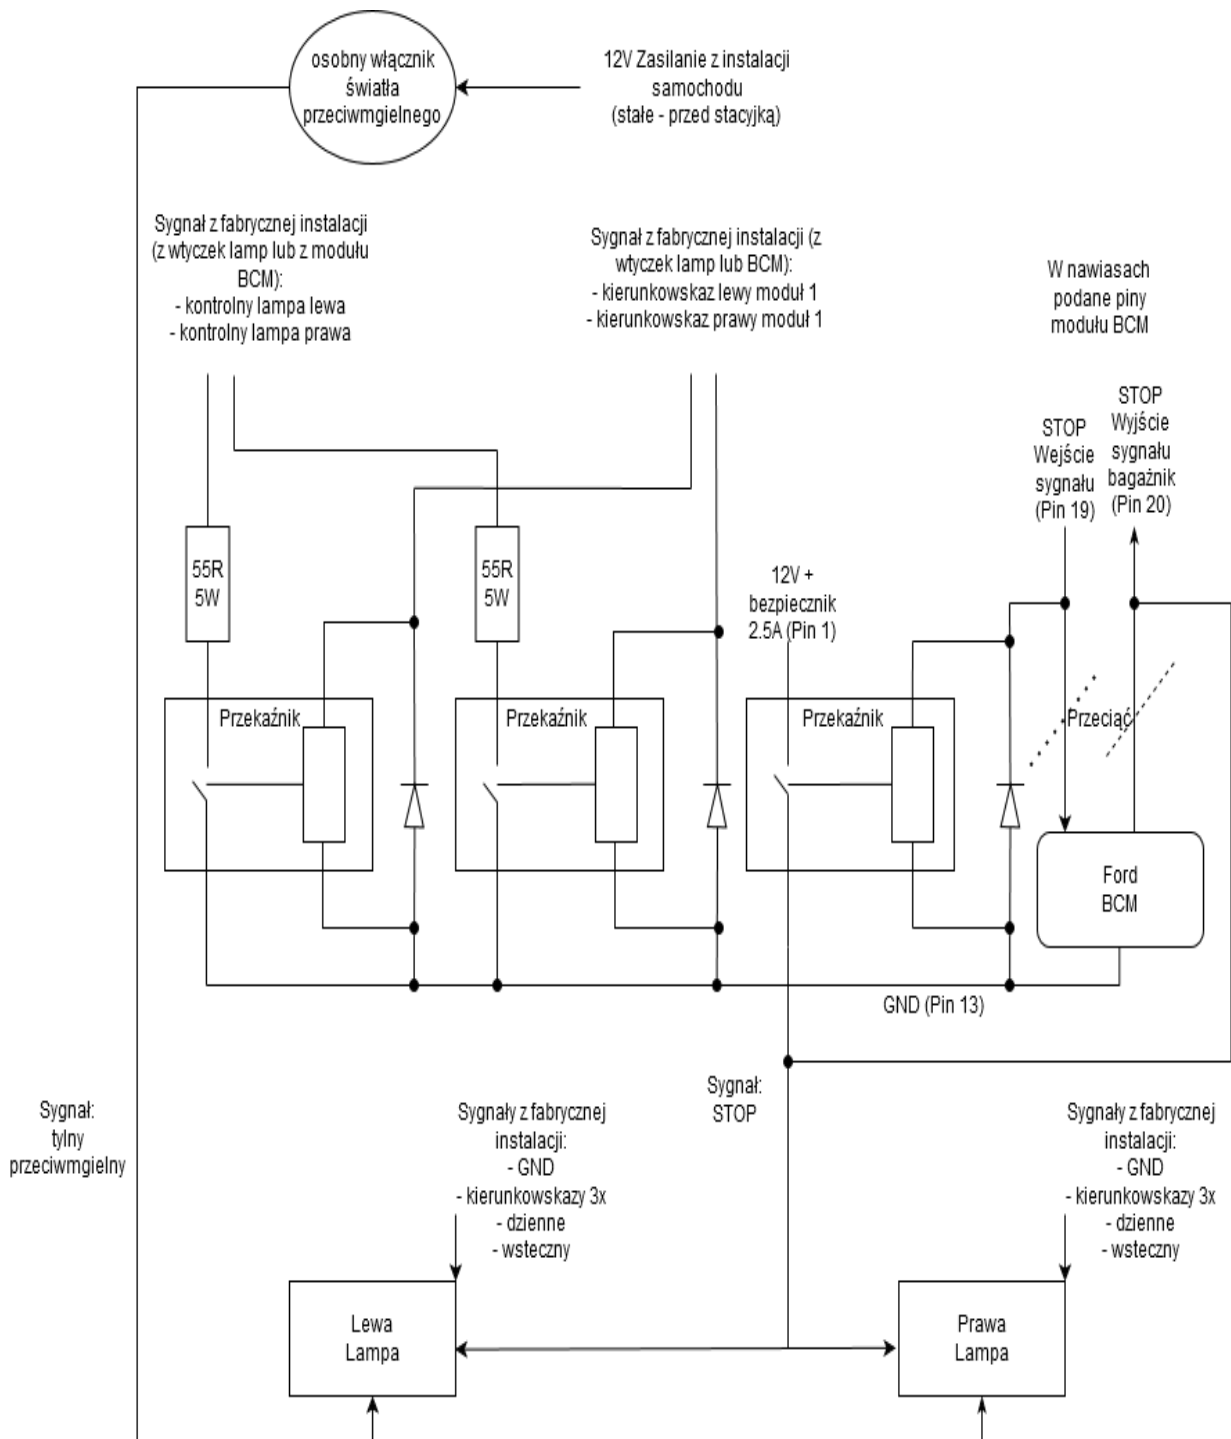 osobny włącznik
światła
przeciwmgielnego
12V Zasilanie z instalacji
samochodu
(stałe - przed stacyjką)
Sygnał z fabrycznej instalacji
(z wtyczek lamp lub z modułu
BCM):
- kontrolny lampa lewa
- kontrolny lampa prawa
Sygnał z fabrycznej instalacji (z
wtyczek lamp lub BCM):
- kierunkowskaz lewy moduł 1
- kierunkowskaz prawy moduł 1
W nawiasach
podane piny
modułu BCM
STOP
Wejście
sygnału
(Pin 19)
STOP
Wyjście
sygnału
bagażnik
(Pin 20)
55R
5W
55R
5W
12V +
bezpiecznik
2.5A (Pin 1)
Przekaźnik
Przekaźnik
Przekaźnik
Przeciąć
Ford
BCM
GND (Pin 13)
Sygnał:
tylny
przeciwmgielny
Sygnały z fabrycznej
instalacji:
- GND
- kierunkowskazy 3x
- dzienne
- wsteczny
Sygnał:
STOP
Sygnały z fabrycznej
instalacji:
- GND
- kierunkowskazy 3x
- dzienne
- wsteczny
Lewa
Lampa
Prawa
Lampa